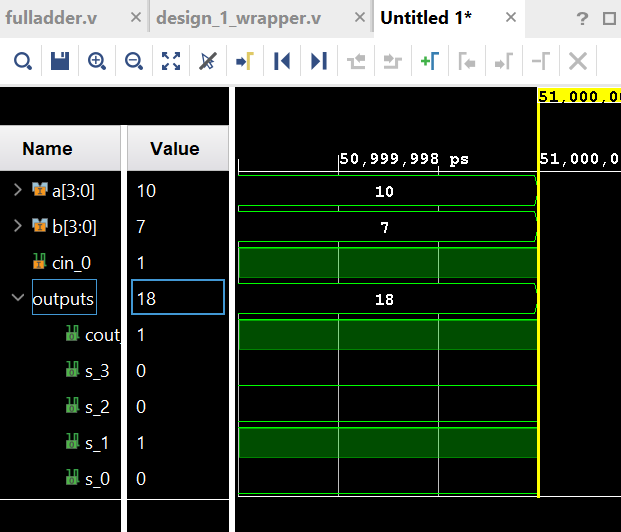 fulladder.v × design_1_wrapper.v × Untitled 1* × ?
51,000,0
Name Value 50,999,998 ps 51,000,0
a[3:0] 10 10
b[3:0] 7 7
cin_0 1
outputs 18 18
cout_ 1
s_3 0
s_2 0
s_1 1
s_0 0